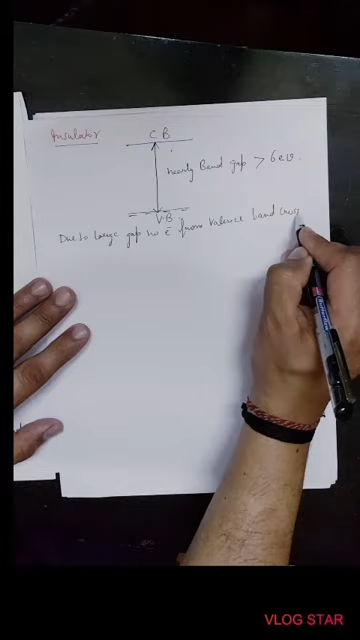 Insulator
C B
nearly Band gap > 6 eV.
V.B.
Due to large gap no e⁻ from valence band cross
VLOG STAR